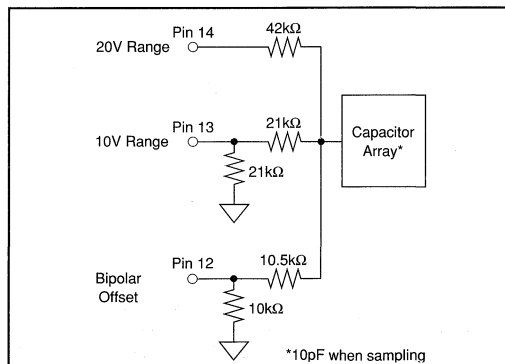 20V Range Pin 14 42kΩ
10V Range Pin 13 21kΩ
Capacitor
Array*
21kΩ
Bipolar
Offset
Pin 12 10.5kΩ
10kΩ
*10pF when sampling